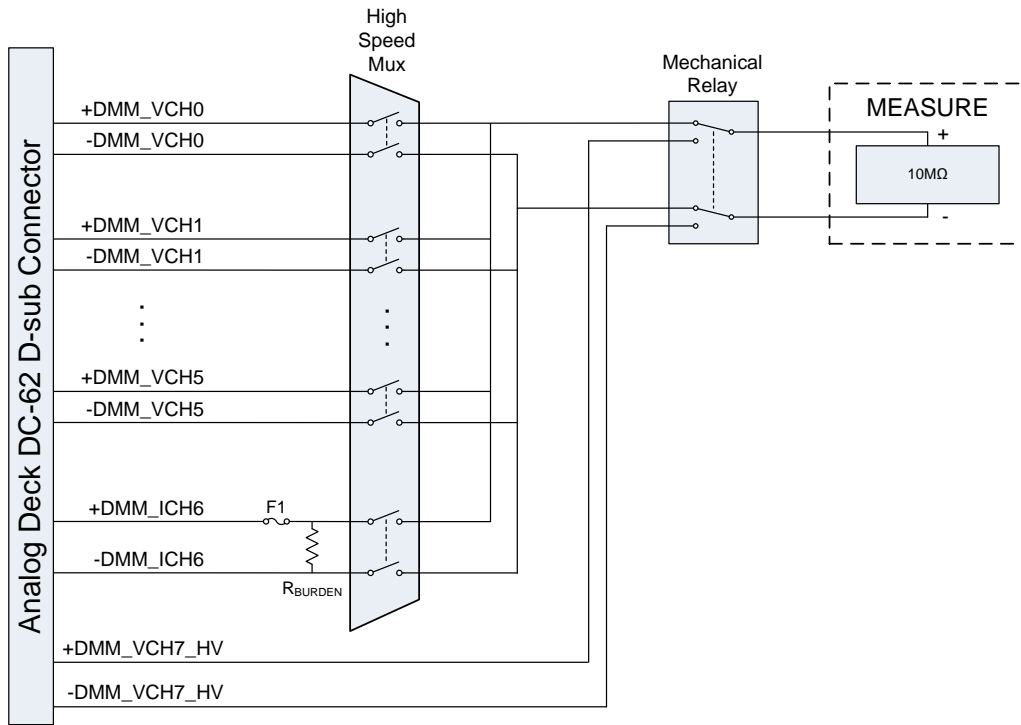 High
Speed
Mux
Mechanical
Relay
MEASURE
+
10MΩ
-
Analog Deck DC-62 D-sub Connector
+DMM_VCH0
-DMM_VCH0
+DMM_VCH1
-DMM_VCH1
+DMM_VCH5
-DMM_VCH5
+DMM_ICH6
F1
-DMM_ICH6
RBURDEN
+DMM_VCH7_HV
-DMM_VCH7_HV